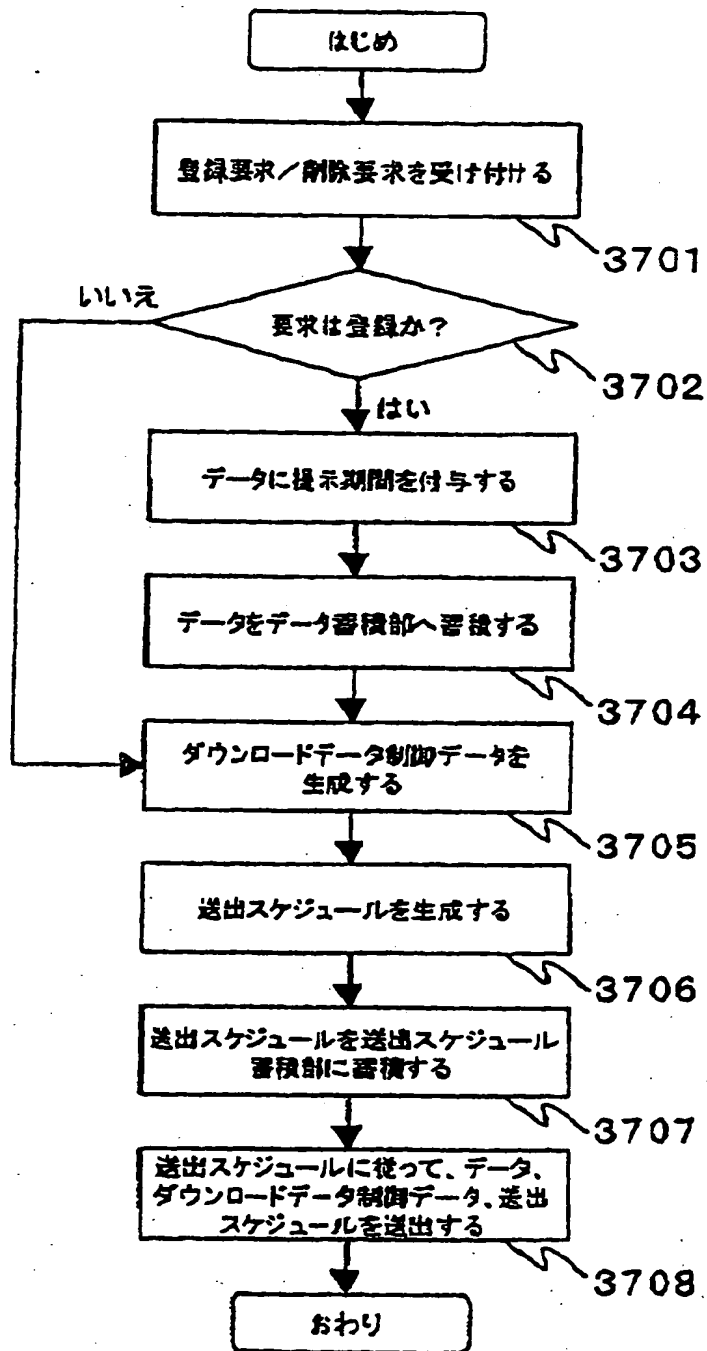 はじめ
登録要求／削除要求を受け付ける
3701
いいえ
要求は登録か？
3702
はい
データに提示期間を付与する
3703
データをデータ蓄積部へ蓄積する
3704
ダウンロードデータ制御データを
生成する
3705
送出スケジュールを生成する
3706
送出スケジュールを送出スケジュール
蓄積部に蓄積する
3707
送出スケジュールに従って、データ、
ダウンロードデータ制御データ、送出
スケジュールを送出する
3708
おわり